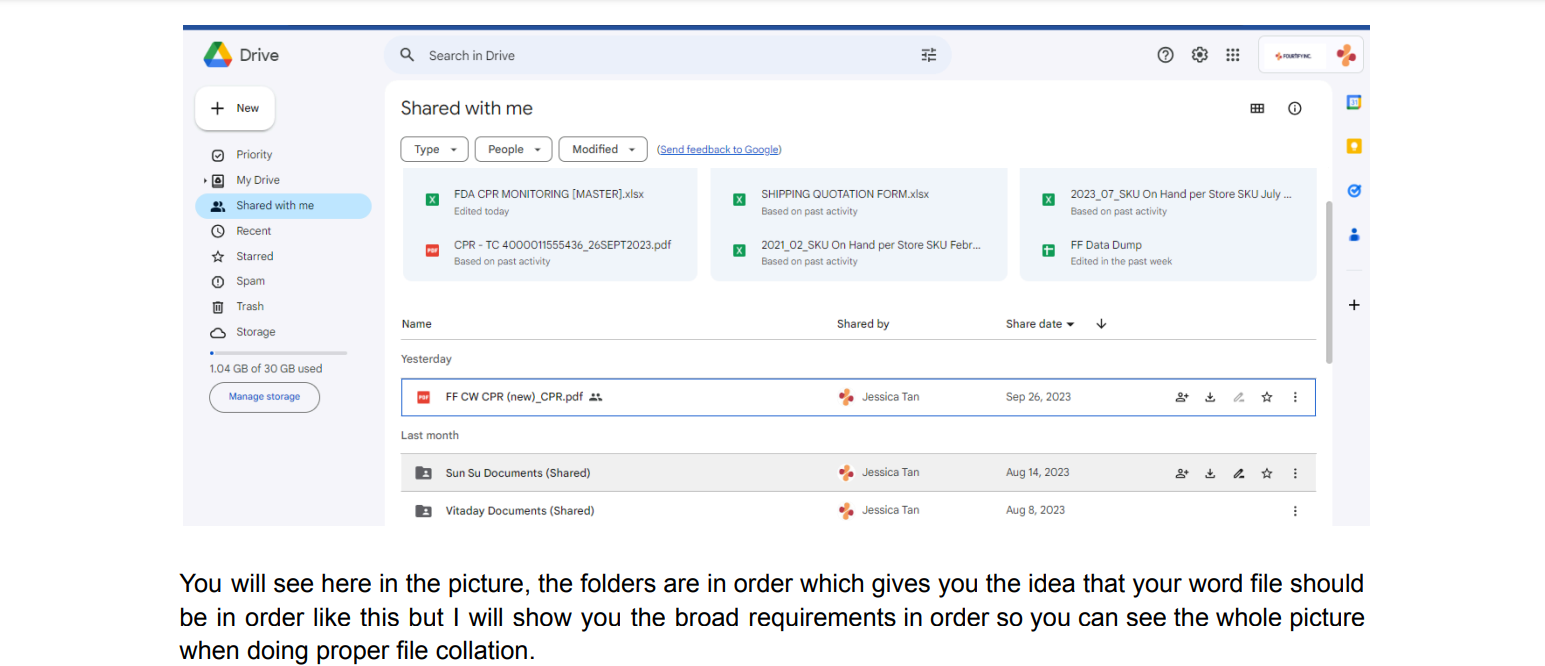 Drive
Search in Drive
FOURTIFY INC.
New
Shared with me
31
Type People Modified (Send feedback to Google)
Priority
My Drive
Shared with me
Recent
Starred
Spam
Trash
Storage
1.04 GB of 30 GB used
Manage storage
X FDA CPR MONITORING [MASTER].xlsx
Edited today
PDF CPR - TC 4000011555436_26SEPT2023.pdf
Based on past activity
X SHIPPING QUOTATION FORM.xlsx
Based on past activity
X 2021_02_SKU On Hand per Store SKU Febr...
Based on past activity
X 2023_07_SKU On Hand per Store SKU July ...
Based on past activity
FF Data Dump
Edited in the past week
Name Shared by Share date
Yesterday
PDF FF CW CPR (new)_CPR.pdf Jessica Tan Sep 26, 2023
Last month
Sun Su Documents (Shared) Jessica Tan Aug 14, 2023
Vitaday Documents (Shared) Jessica Tan Aug 8, 2023
You will see here in the picture, the folders are in order which gives you the idea that your word file should
be in order like this but I will show you the broad requirements in order so you can see the whole picture
when doing proper file collation.